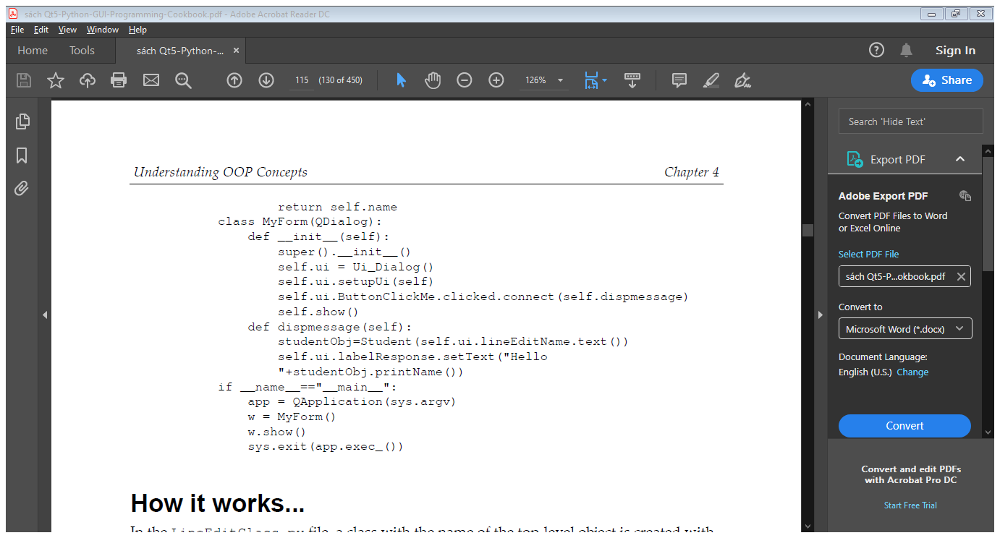 sách Qt5-Python-GUI-Programming-Cookbook.pdf - Adobe Acrobat Reader DC
File Edit View Window Help
Home Tools sách Qt5-Python-... × Sign In
115 (130 of 450) 126% Share
Search 'Hide Text'
Export PDF
Adobe Export PDF
Convert PDF Files to Word
or Excel Online
Select PDF File
sách Qt5-P...okbook.pdf
Convert to
Microsoft Word (*.docx)
Document Language:
English (U.S.) Change
Convert
Convert and edit PDFs
with Acrobat Pro DC
Start Free Trial
Understanding OOP Concepts Chapter 4
return self.name
class MyForm(QDialog):
def __init__(self):
super().__init__()
self.ui = Ui_Dialog()
self.ui.setupUi(self)
self.ui.ButtonClickMe.clicked.connect(self.dispmessage)
self.show()
def dispmessage(self):
studentObj=Student(self.ui.lineEditName.text())
self.ui.labelResponse.setText("Hello
"+studentObj.printName())
if __name__=="__main__":
app = QApplication(sys.argv)
w = MyForm()
w.show()
sys.exit(app.exec_())
How it works...
In the LineEditClass.py file, a class with the name of the top-level object is created with